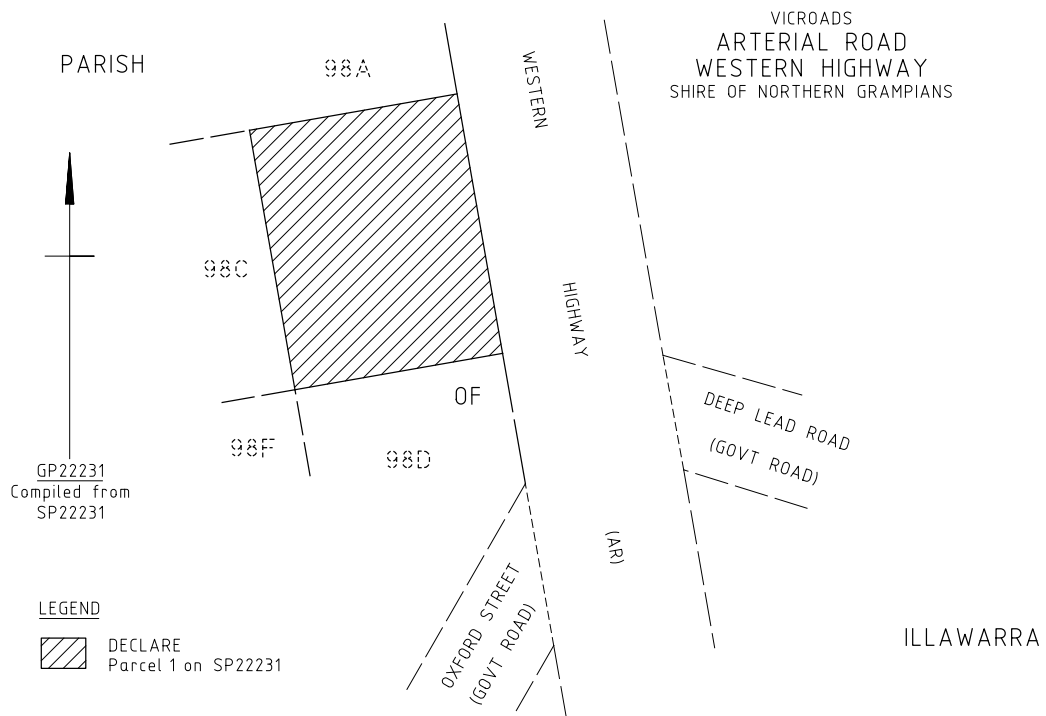 VICROADS
ARTERIAL ROAD
WESTERN HIGHWAY
SHIRE OF NORTHERN GRAMPIANS
PARISH
98A
WESTERN
98C
HIGHWAY
OF
DEEP LEAD ROAD
(GOVT ROAD)
98F
98D
GP22231
Compiled from
SP22231
(AR)
OXFORD STREET
(GOVT ROAD)
LEGEND
DECLARE
Parcel 1 on SP22231
ILLAWARRA